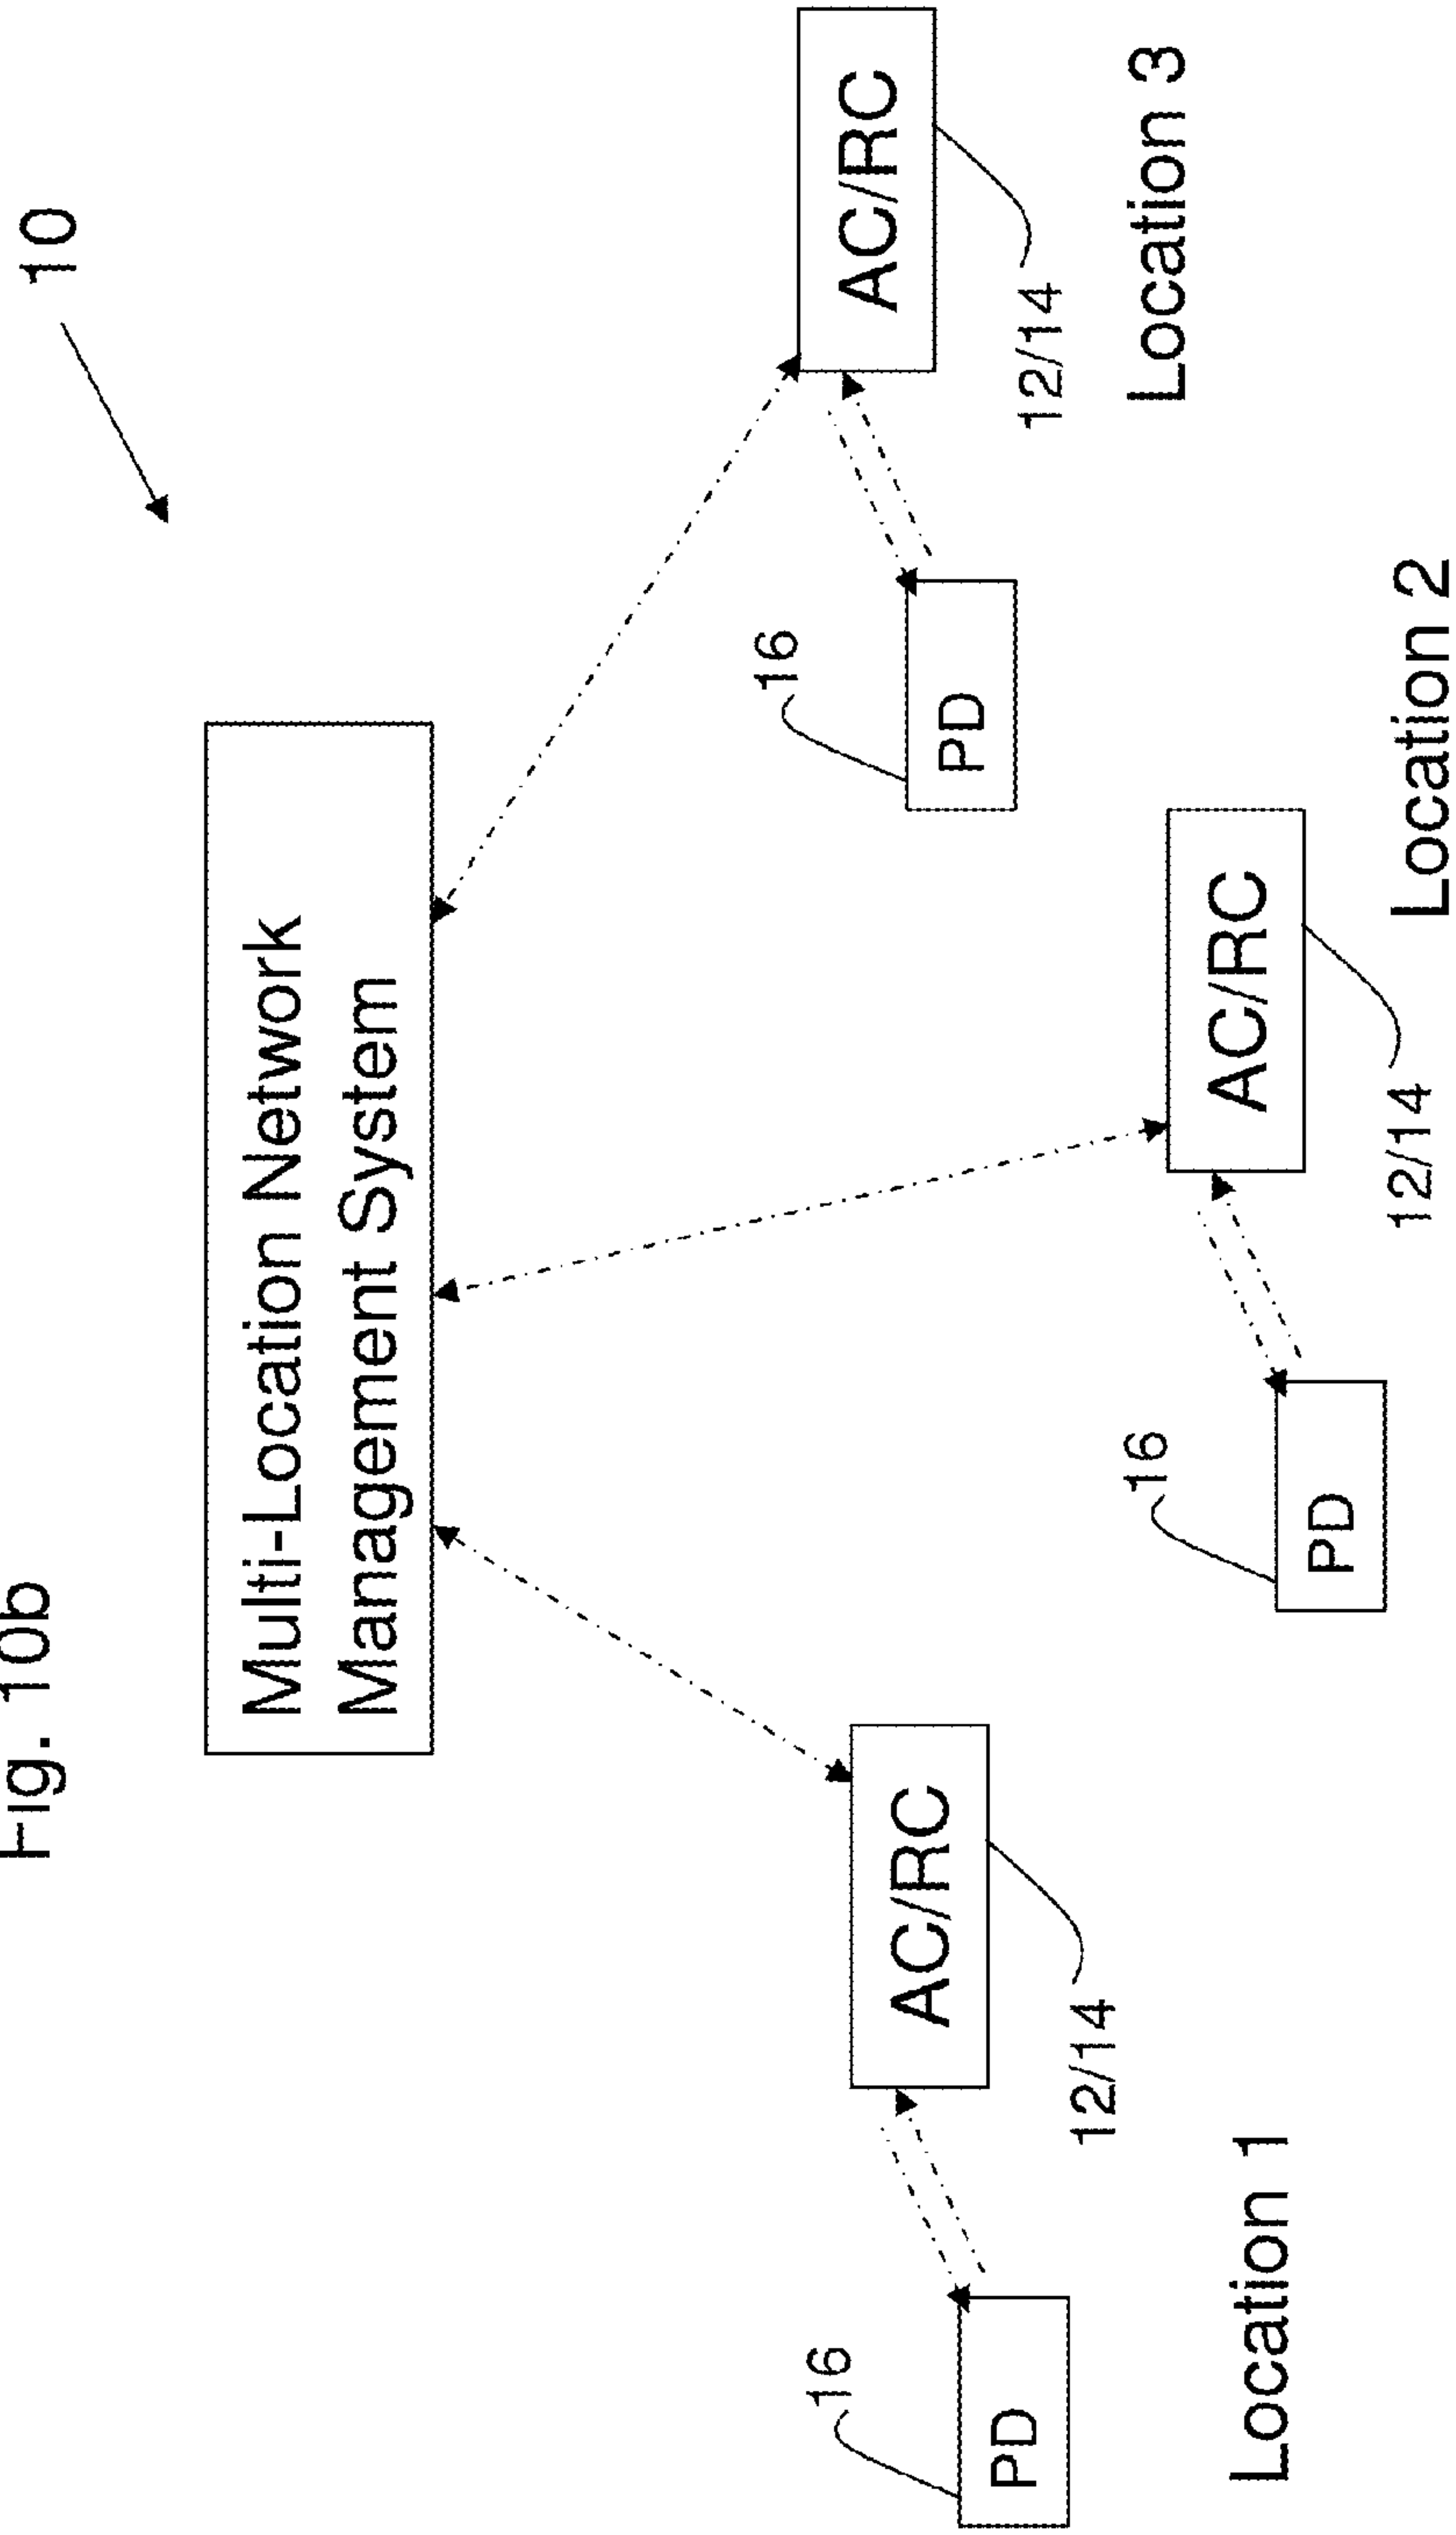 Fig. 10b
10
Multi-Location Network
Management System
16
PD
AC/RC
12/14
Location 1
16
PD
AC/RC
12/14
Location 2
16
PD
AC/RC
12/14
Location 3